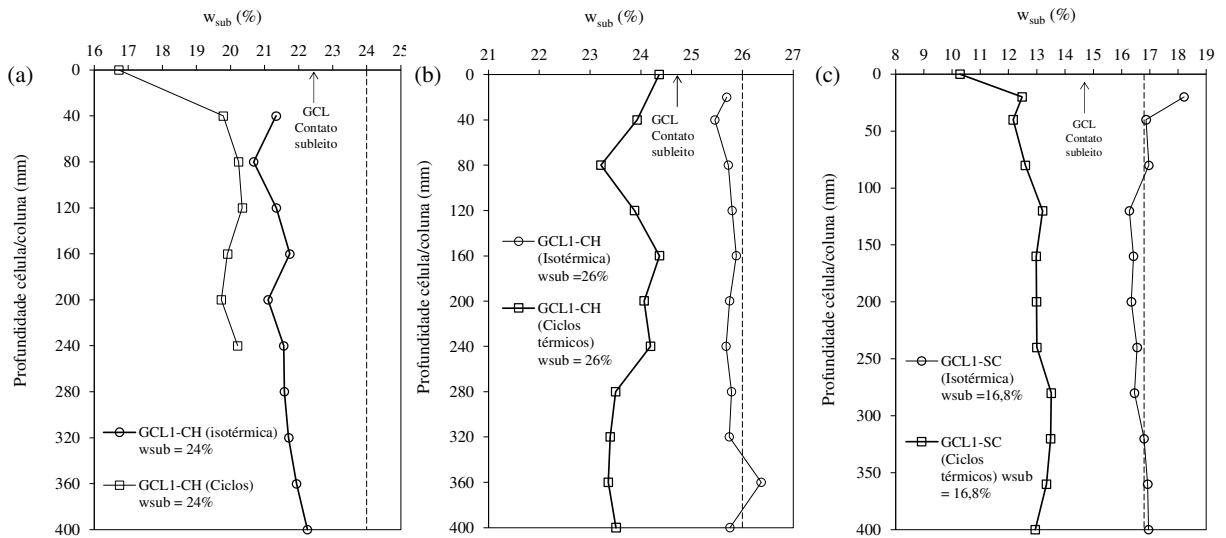 w_sub (%)
16 17 18 19 20 21 22 23 24 25
(a)
0
40
80
120
160
200
240
280
320
360
400
Profundidade célula/coluna (mm)
GCL
Contato
subleito
GCL1-CH (isotérmica)
wsub = 24%
GCL1-CH (Ciclos)
wsub = 24%
w_sub (%)
21 22 23 24 25 26 27
(b)
0
40
80
120
160
200
240
280
320
360
400
Profundidade célula/coluna (mm)
GCL
Contato
subleito
GCL1-CH
(Isotérmica)
wsub =26%
GCL1-CH
(Ciclos
térmicos)
wsub = 26%
w_sub (%)
8 9 10 11 12 13 14 15 16 17 18 19
(c)
0
50
100
150
200
250
300
350
400
Profundidade célula/coluna (mm)
GCL
Contato
subleito
GCL1-SC
(Isotérmica)
wsub =16,8%
GCL1-SC
(Ciclos
térmicos) wsub
= 16,8%